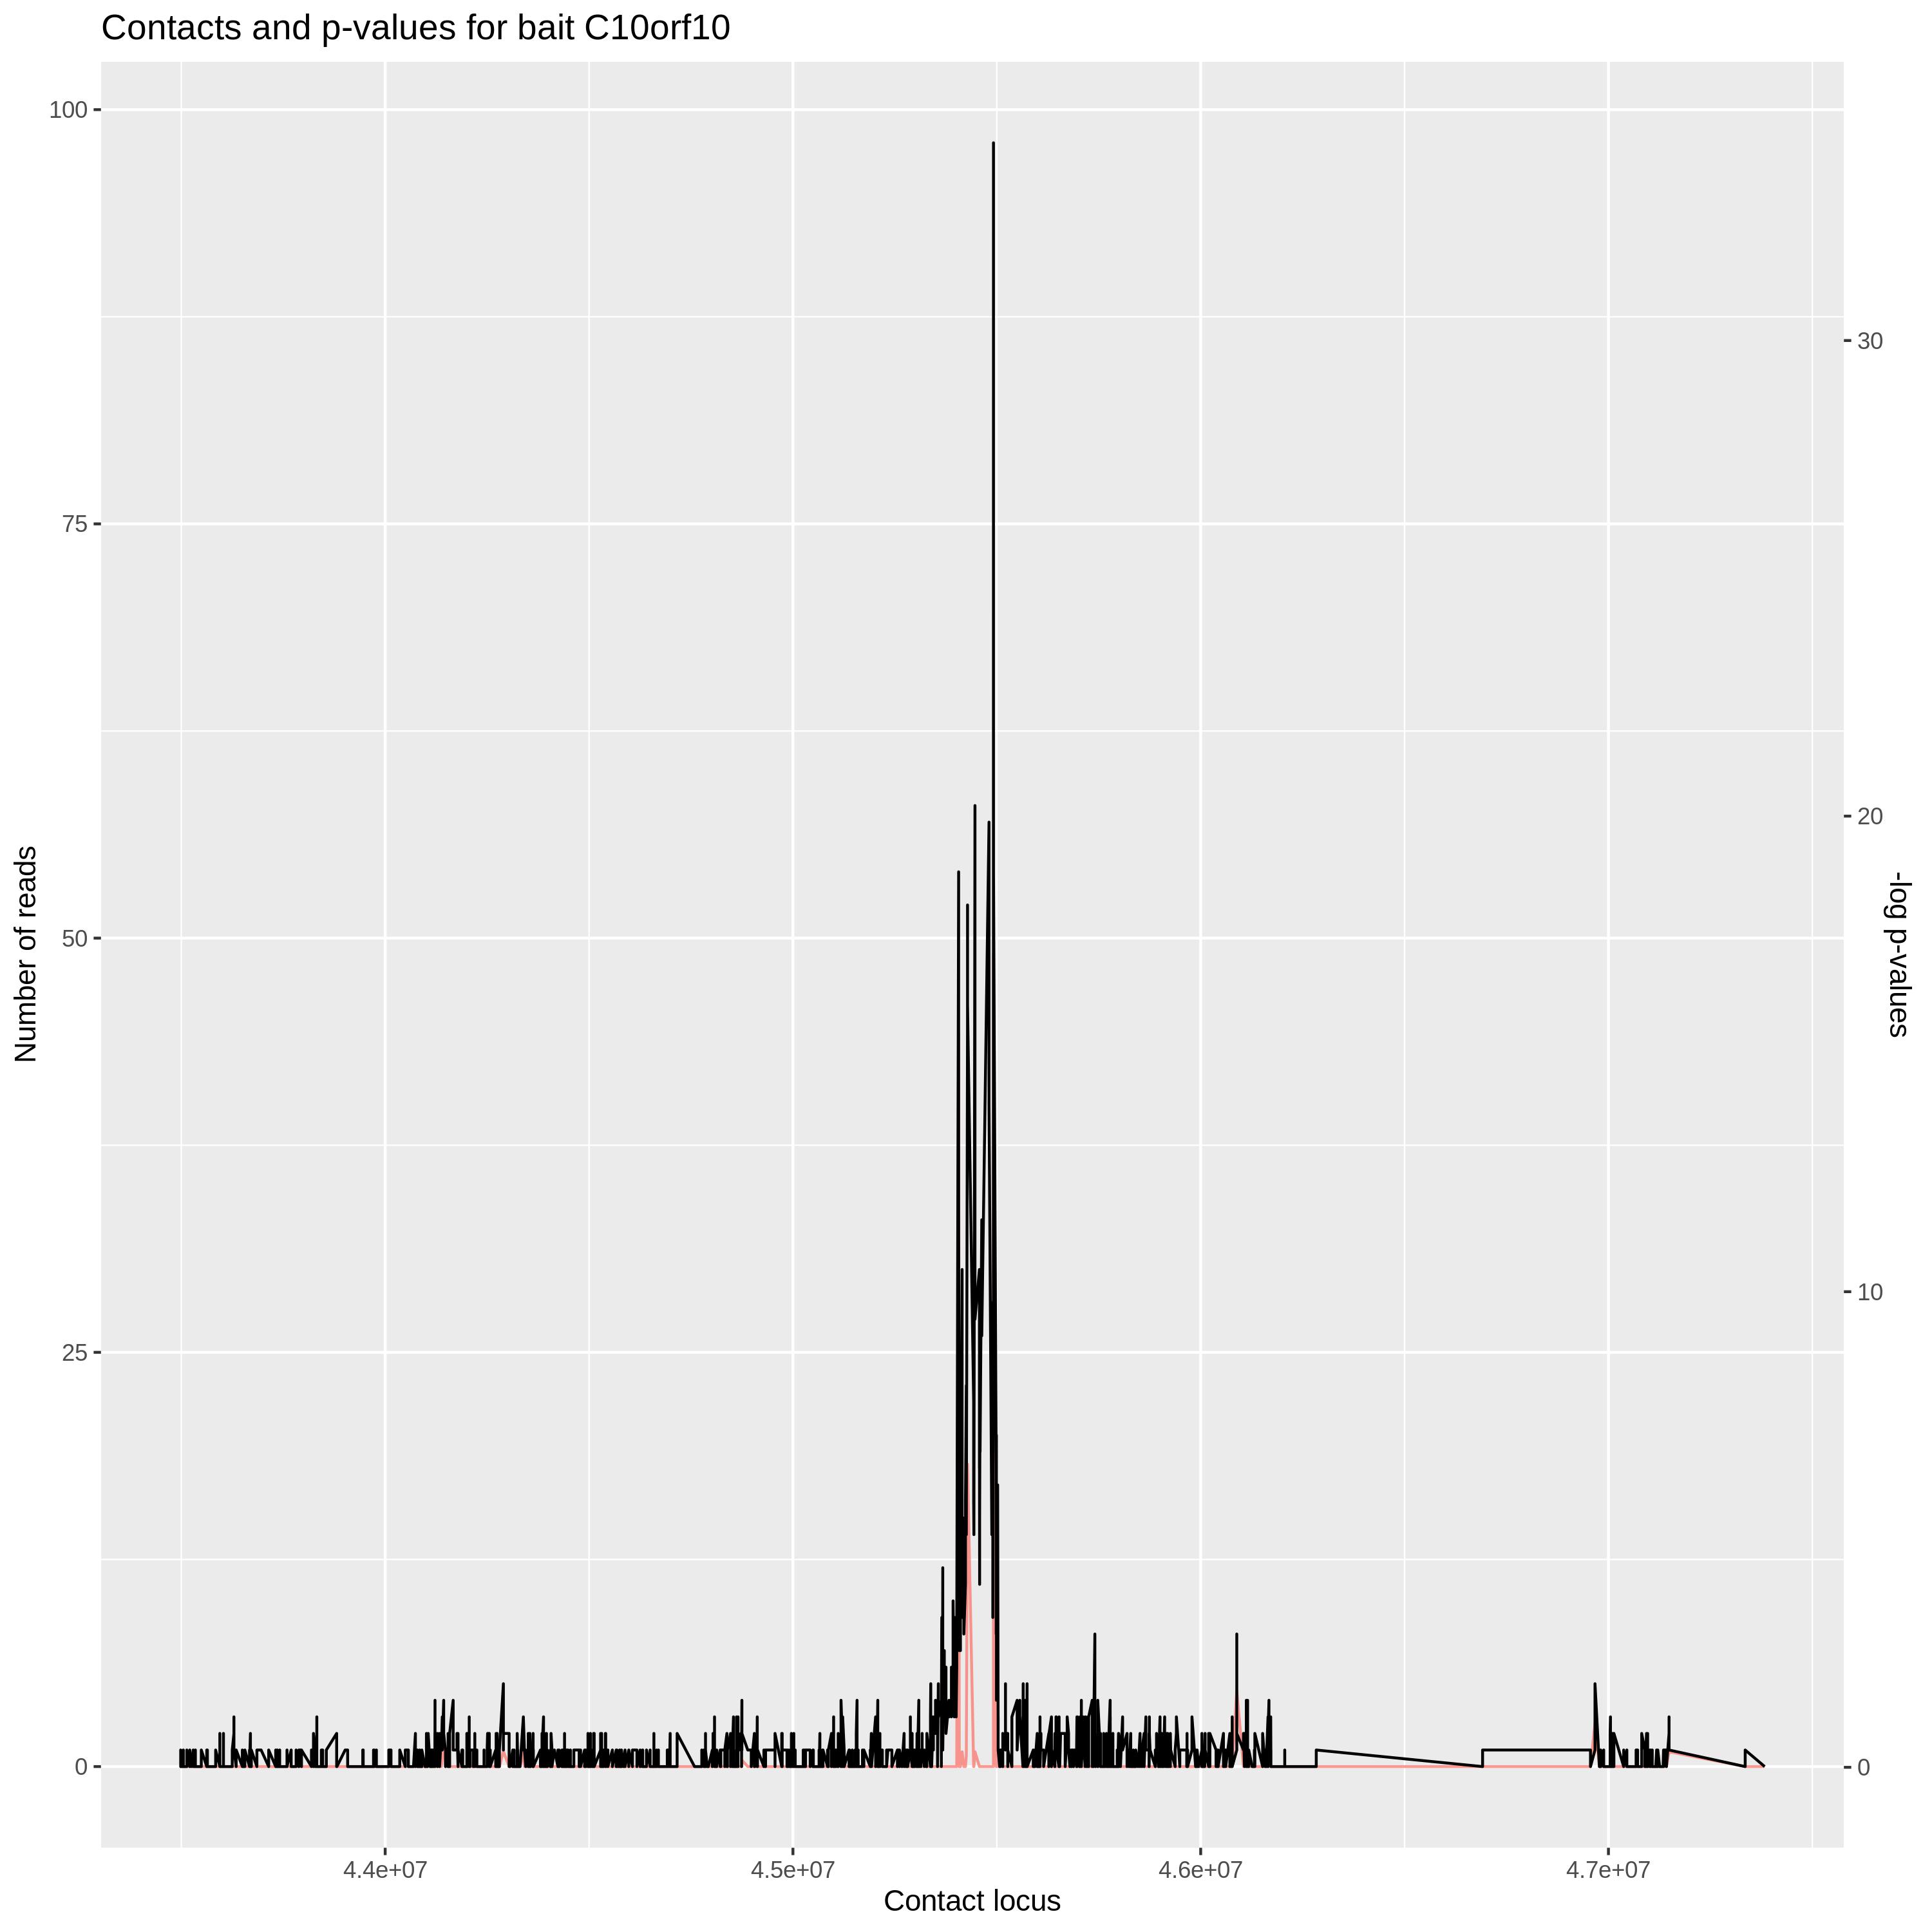 Contacts and p-values for bait C10orf10
100
75
50
25
0
30
20
10
0
Number of reads
-log p-values
4.4e+07
4.5e+07
4.6e+07
4.7e+07
Contact locus